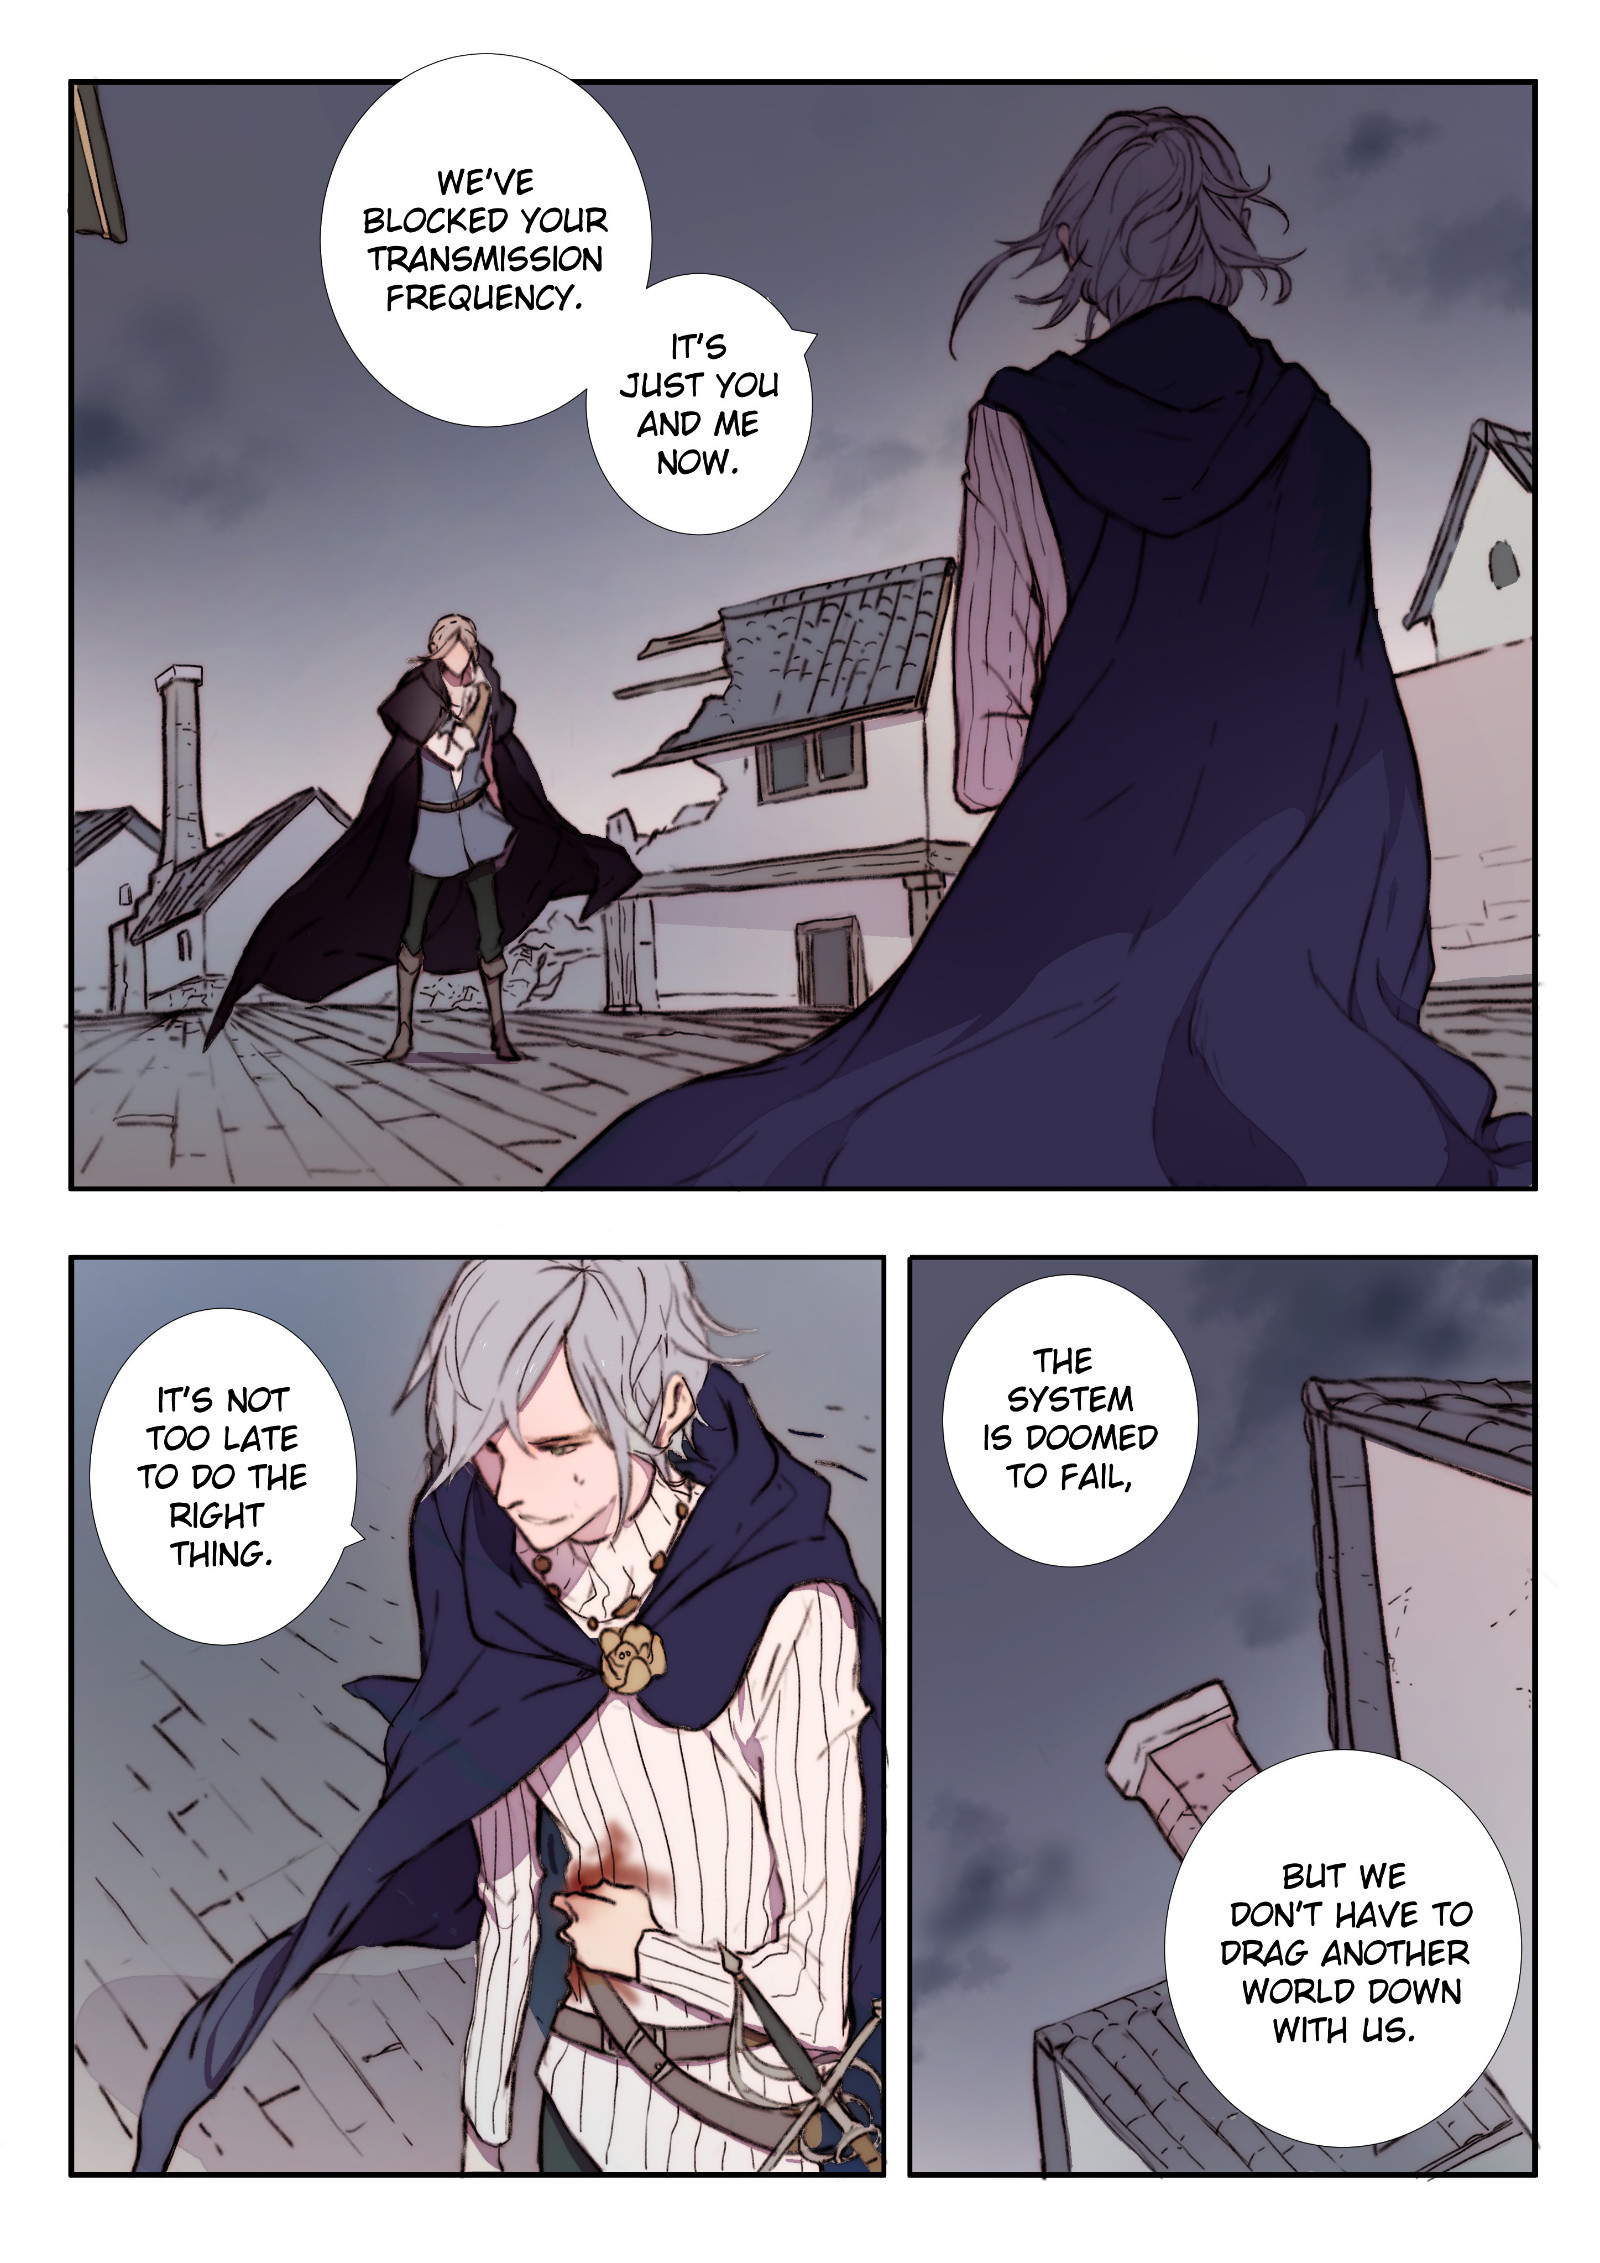 WE'VE
BLOCKED YOUR
TRANSMISSION
FREQUENCY.
IT'S
JUST YOU
AND ME
NOW.
IT'S NOT
TOO LATE
TO DO THE
RIGHT
THING.
THE
SYSTEM
IS DOOMED
TO FAIL,
BUT WE
DON'T HAVE TO
DRAG ANOTHER
WORLD DOWN
WITH US.